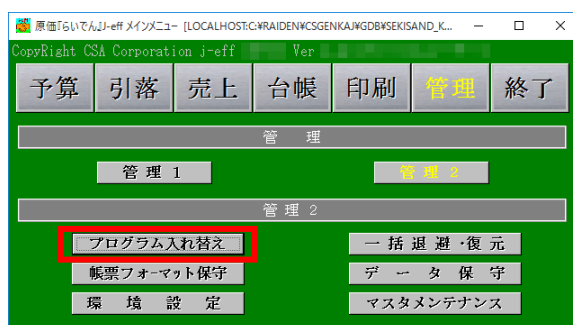 原価「らいでん」J-eff メインメニュー [LOCALHOST:C:¥RAIDEN¥CSGENKAJ¥GDB¥SEKISAND_K...
CopyRight CSA Corporation j-eff Ver
予算 引落 売上 台帳 印刷 管理 終了
管 理
管 理 1 管 理 2
管 理 2
プログラム入れ替え 一 括 退 避 ・復 元
帳票フォーマット保守 デ ー タ 保 守
環 境 設 定 マスタメンテナンス